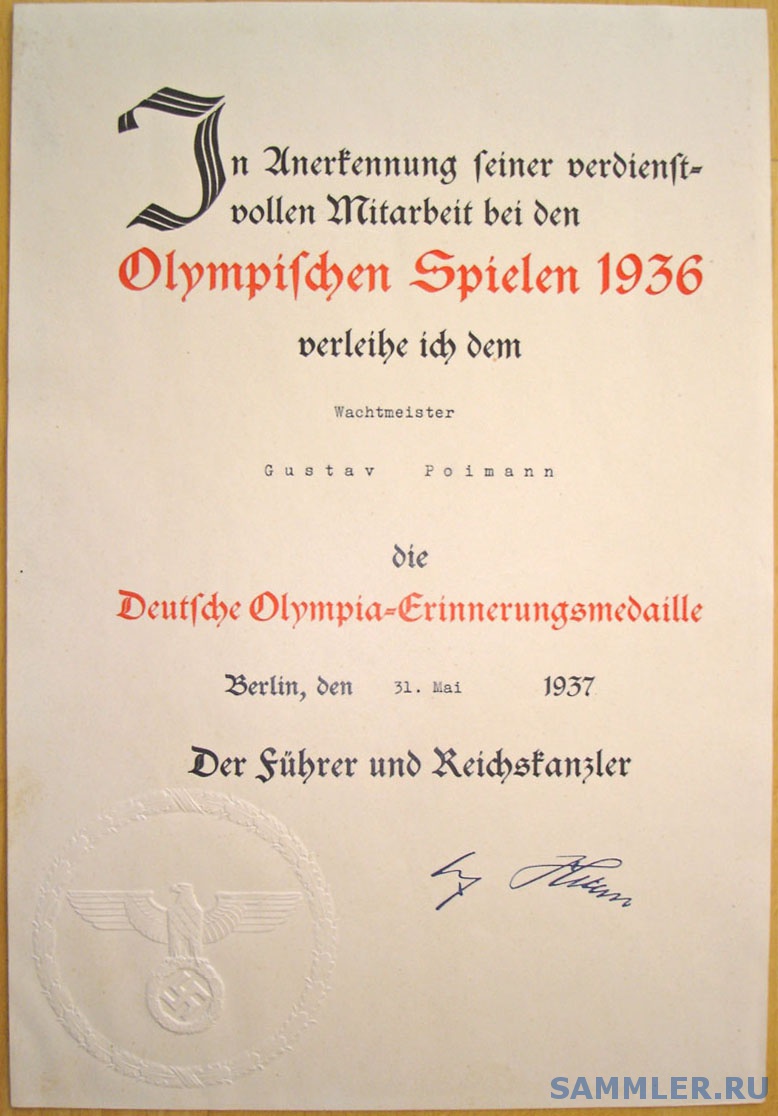 In Anerkennung seiner verdienst-
vollen Mitarbeit bei den
Olympischen Spielen 1936
verleihe ich dem
Wachtmeister
Gustav Poimann
die
Deutsche Olympia-Erinnerungsmedaille
Berlin, den 31. Mai 1937
Der Führer und Reichskanzler
SAMMLER.RU